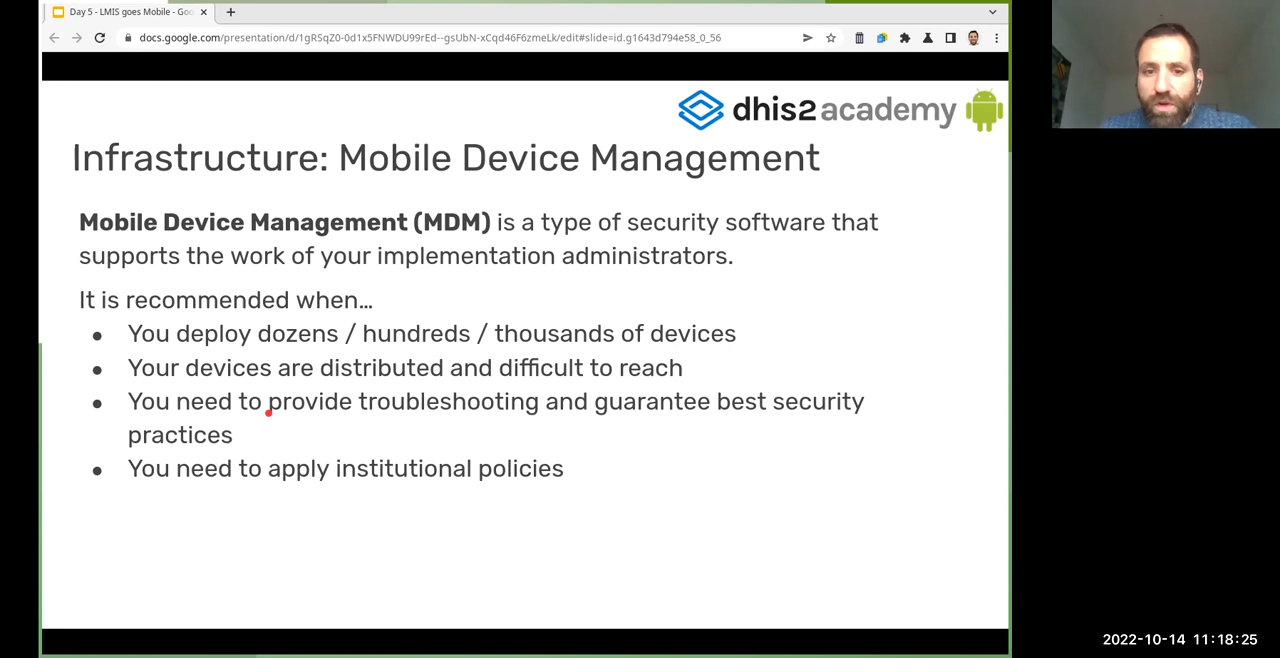 Day 5 - LMIS goes Mobile - Goo
docs.google.com/presentation/d/1gRSqZ0-0d1x5FNWDU99rEd--gsUbN-xCqd46F6zmeLk/edit#slide=id.g1643d794e58_0_56
dhis2 academy
Infrastructure: Mobile Device Management
Mobile Device Management (MDM) is a type of security software that
supports the work of your implementation administrators.
It is recommended when…
● You deploy dozens / hundreds / thousands of devices
● Your devices are distributed and difficult to reach
● You need to provide troubleshooting and guarantee best security
practices
● You need to apply institutional policies
2022-10-14 11:18:25